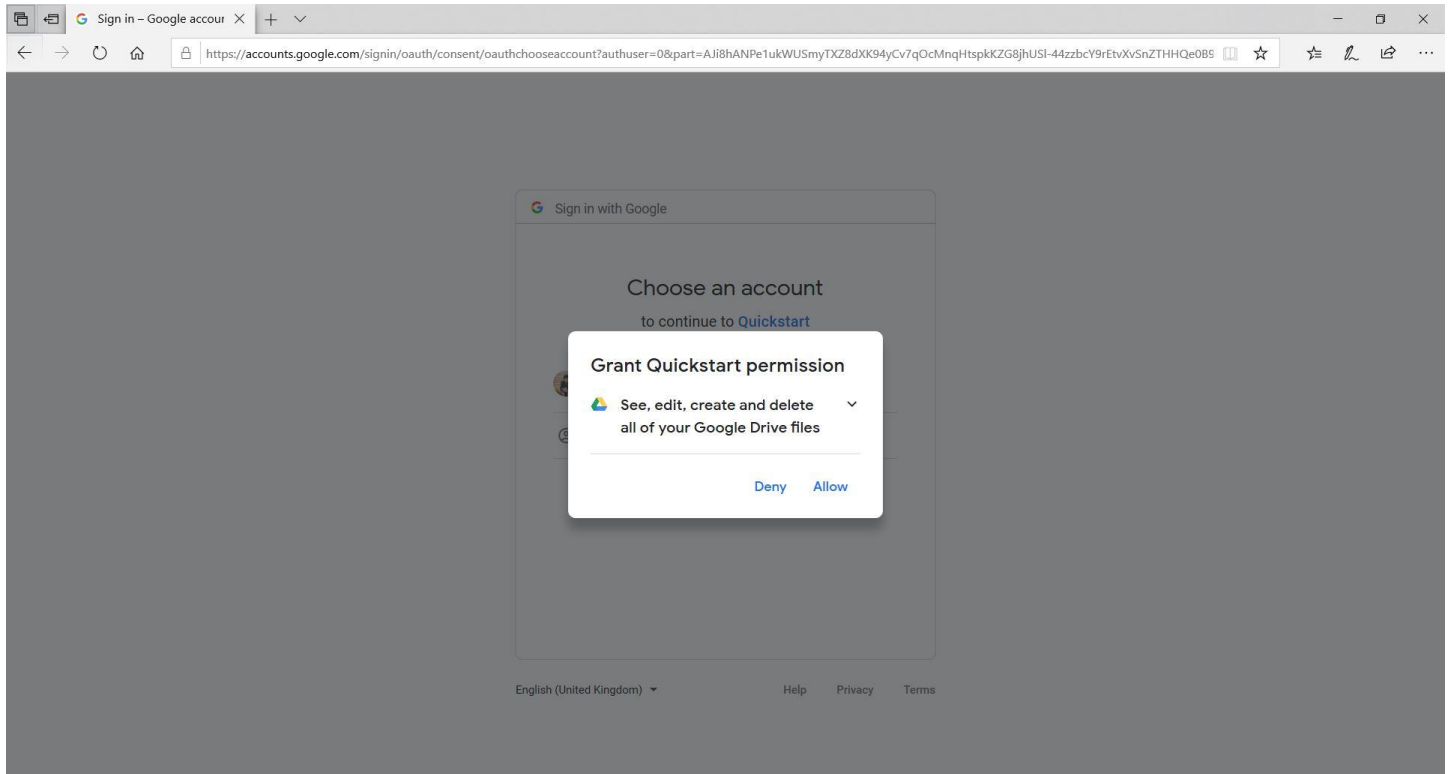 Sign in – Google accour
https://accounts.google.com/signin/oauth/consent/oauthchooseaccount?authuser=0&part=AJi8hANPe1ukWUSmyTXZ8dXK94yCv7qOcMnqHtspkKZG8jhUSl-44zzbcY9rEtvXvSnZTHHQe0B9
Sign in with Google
Choose an account
to continue to Quickstart
Grant Quickstart permission
See, edit, create and delete
all of your Google Drive files
Deny Allow
English (United Kingdom) Help Privacy Terms